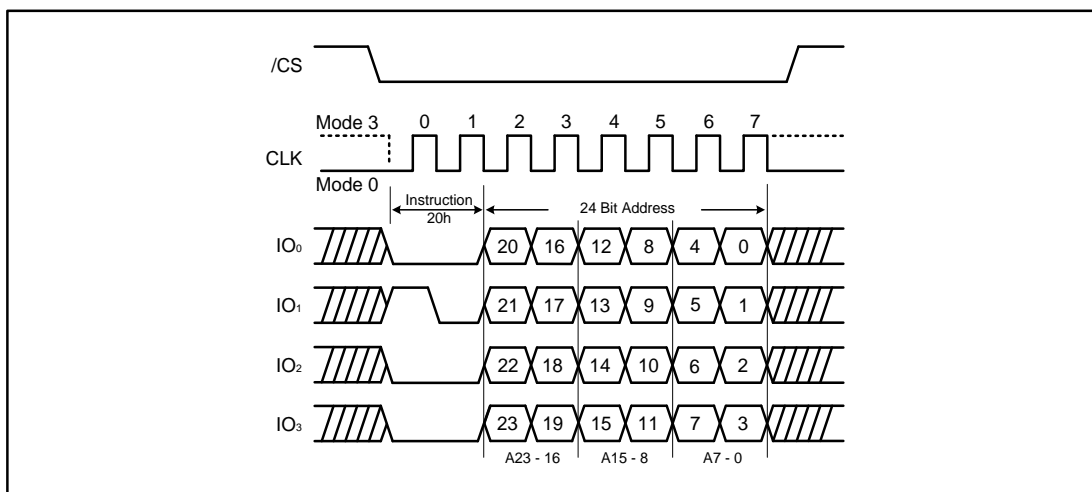 /CS
Mode 3 0 1 2 3 4 5 6 7
CLK
Mode 0
Instruction
20h
24 Bit Address
IO0 20 16 12 8 4 0
IO1 21 17 13 9 5 1
IO2 22 18 14 10 6 2
IO3 23 19 15 11 7 3
A23 - 16 A15 - 8 A7 - 0